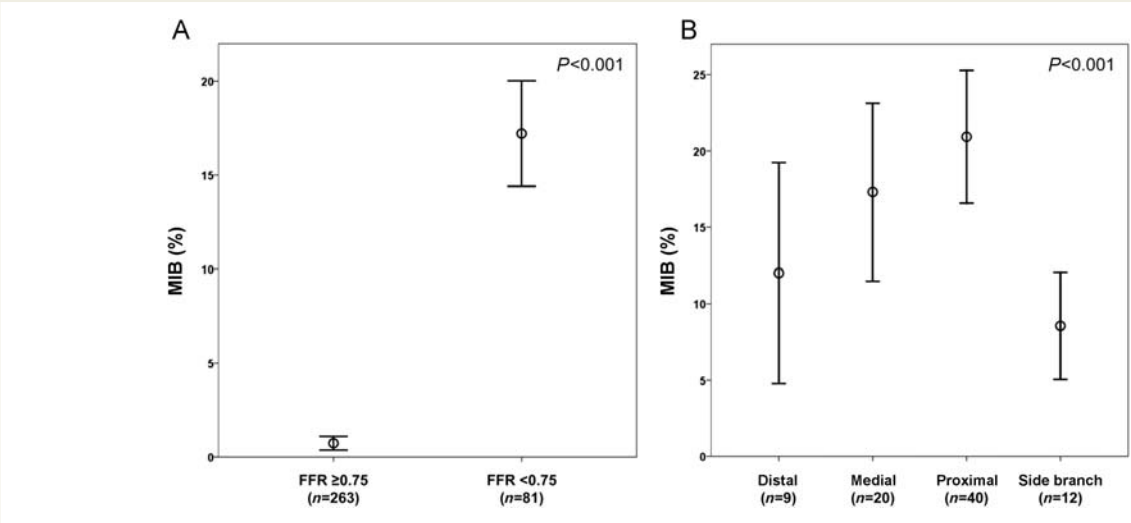 A
P<0.001
MIB (%)
20
15
10
5
0
FFR ≥0.75
(n=263)
FFR <0.75
(n=81)
B
P<0.001
MIB (%)
25
20
15
10
5
0
Distal
(n=9)
Medial
(n=20)
Proximal
(n=40)
Side branch
(n=12)